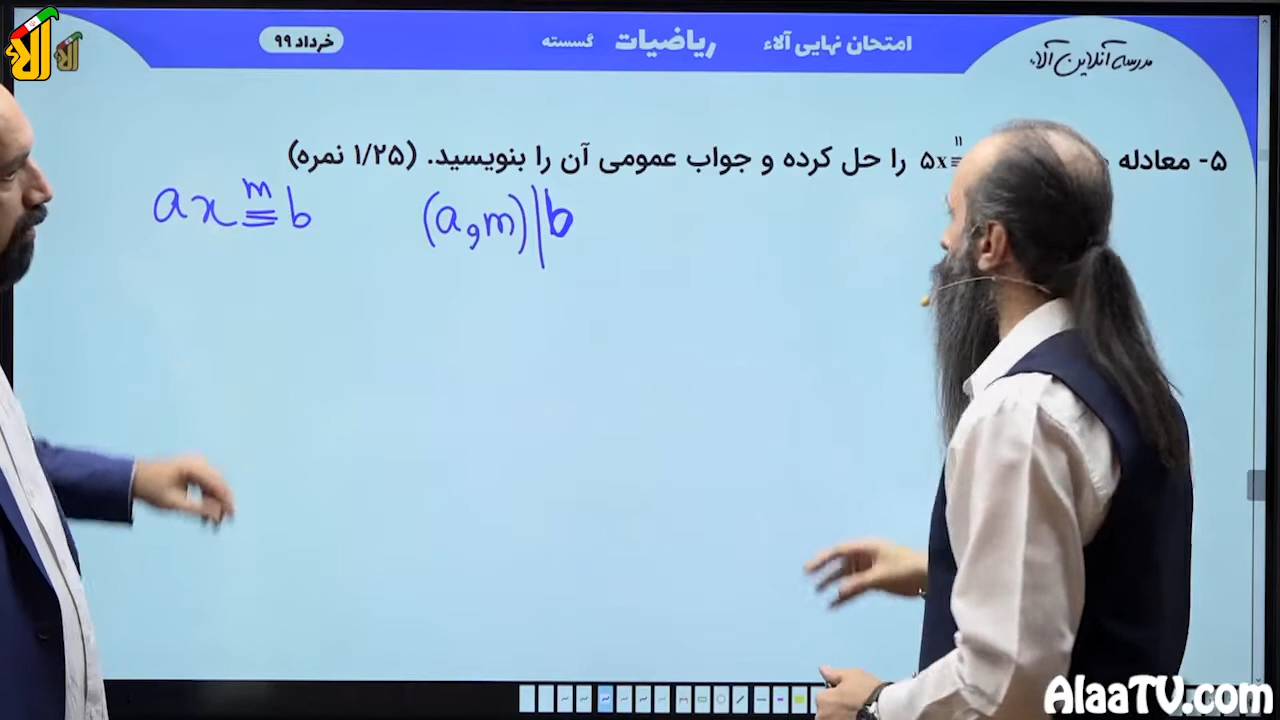 امتحان نهایی آلاء ریاضیات گسسته خرداد ۹۹
مدرسه آنلاین آلاء
۵- معادله ۵x≡ ۱۱ را حل کرده و جواب عمومی آن را بنویسید. (۱/۲۵ نمره)
ax ≡ b m (a,m)|b
AlaaTV.com